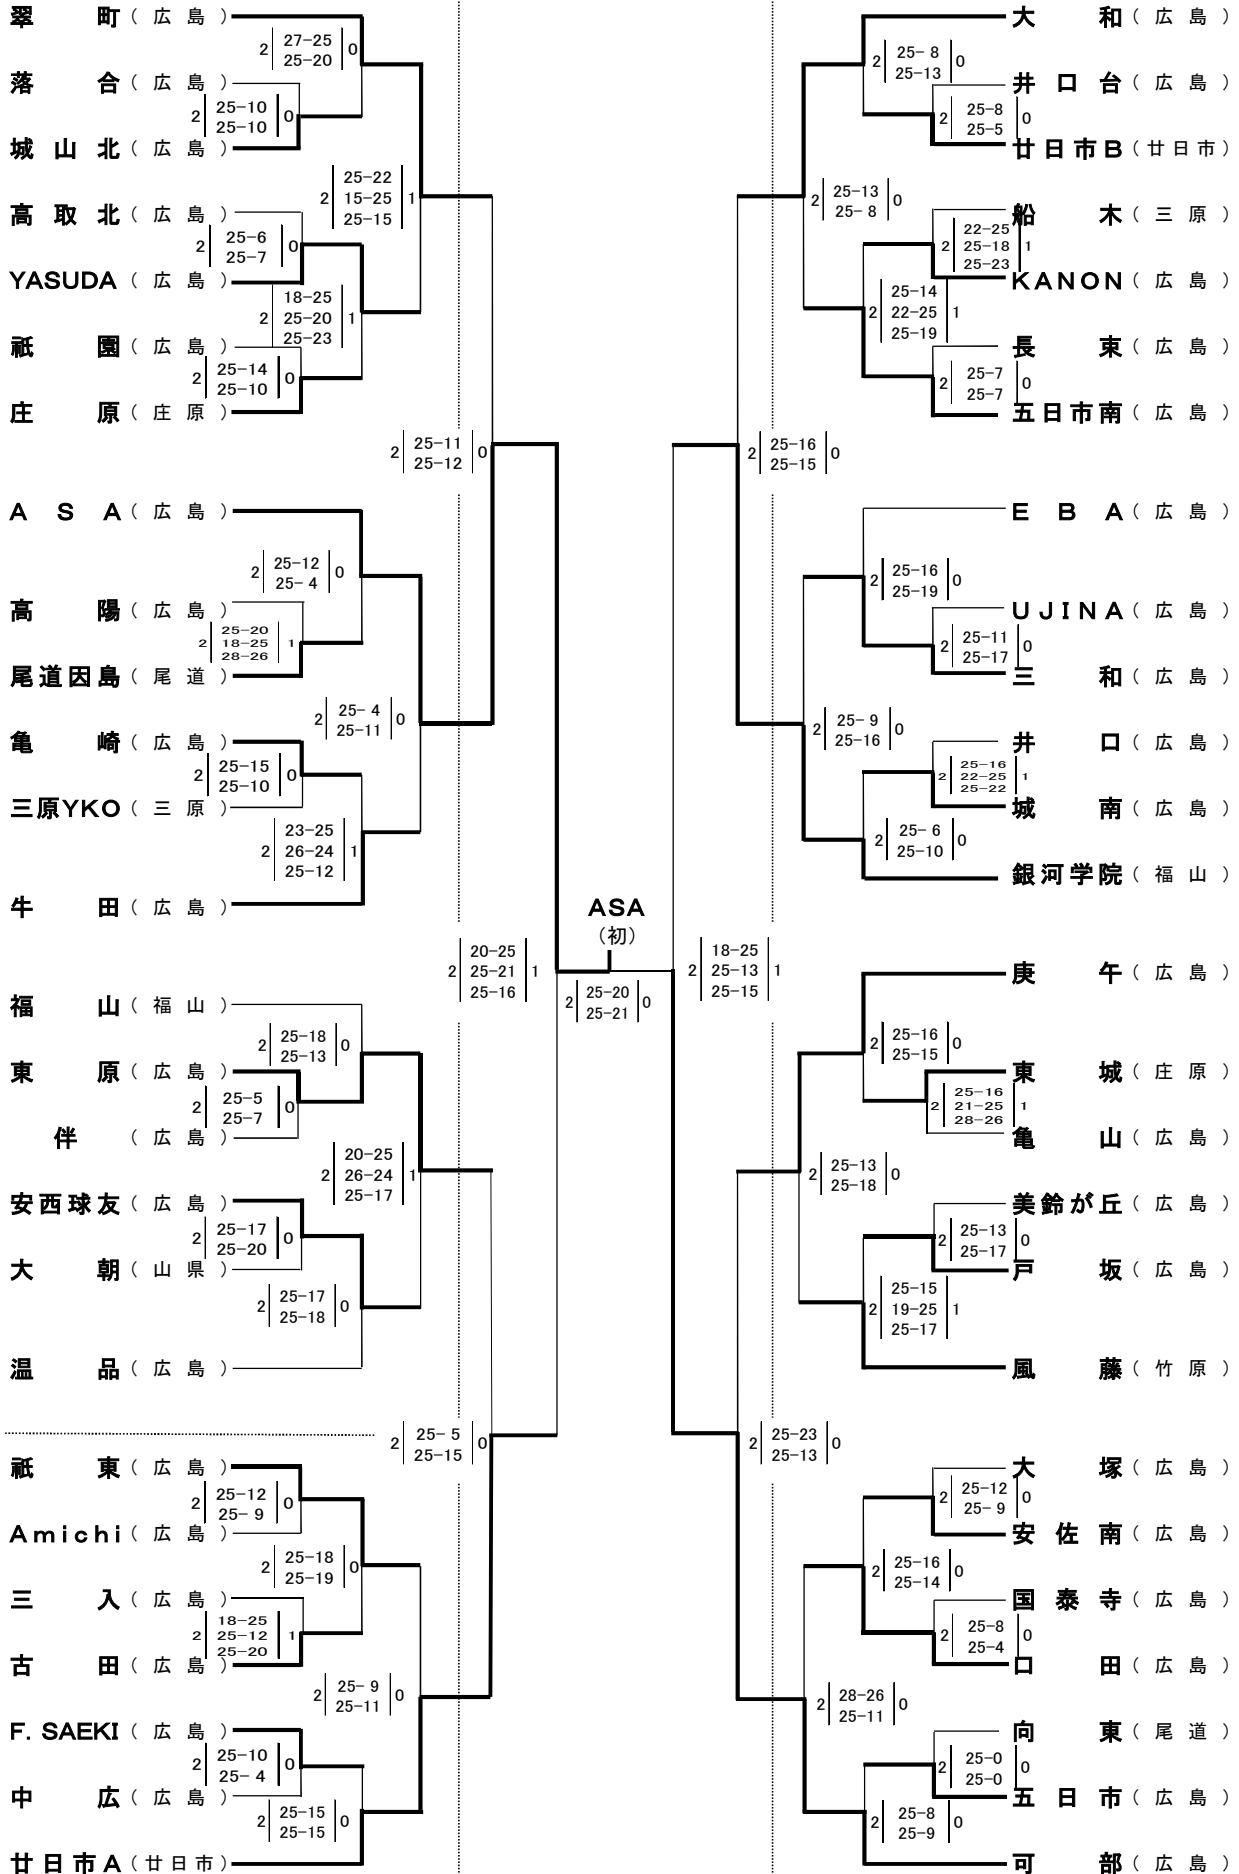 翠町（広島）
2 27-25 0
25-20
落合（広島）
2 25-10 0
25-10
城山北（広島）
2 25-22 1
15-25
25-15
高取北（広島）
2 25-6 0
25-7
YASUDA（広島）
2 18-25 1
25-20
25-23
祇園（広島）
2 25-14 0
25-10
庄原（庄原）
2 25-11 0
25-12
ASA（広島）
2 25-12 0
25-4
高陽（広島）
2 25-20 1
18-25
28-26
尾道因島（尾道）
2 25-4 0
25-11
亀崎（広島）
2 25-15 0
25-10
三原YKO（三原）
2 23-25 1
26-24
25-12
牛田（広島）
2 20-25 1
25-21
25-16
福山（福山）
2 25-18 0
25-13
東原（広島）
2 25-5 0
25-7
伴（広島）
2 20-25 1
26-24
25-17
安西球友（広島）
2 25-17 0
25-20
大朝（山県）
2 25-17 0
25-18
温品（広島）
2 25-5 0
25-15
祇東（広島）
2 25-12 0
25-9
Amichi（広島）
2 25-18 0
25-19
三入（広島）
2 18-25 1
25-12
25-20
古田（広島）
2 25-9 0
25-11
F. SAEKI（広島）
2 25-10 0
25-4
中広（広島）
2 25-15 0
25-15
廿日市A（廿日市）
ASA
（初）
2 25-20 0
25-21
大和（広島）
2 25-8 0
25-13
井口台（広島）
2 25-8 0
25-5
廿日市B（廿日市）
2 25-13 0
25-8
船木（三原）
2 22-25 1
25-18
25-23
KANON（広島）
2 25-14 1
22-25
25-19
長束（広島）
2 25-7 0
25-7
五日市南（広島）
2 25-16 0
25-15
EBA（広島）
2 25-16 0
25-19
UJINA（広島）
2 25-11 0
25-17
三和（広島）
2 25-9 0
25-16
井口（広島）
2 25-16 1
22-25
25-22
城南（広島）
2 25-6 0
25-10
銀河学院（福山）
2 18-25 1
25-13
25-15
庚午（広島）
2 25-16 0
25-15
東城（庄原）
2 25-16 1
21-25
28-26
亀山（広島）
2 25-13 0
25-18
美鈴が丘（広島）
2 25-13 0
25-17
戸坂（広島）
2 25-15 1
19-25
25-17
風藤（竹原）
2 25-23 0
25-13
大塚（広島）
2 25-12 0
25-9
安佐南（広島）
2 25-16 0
25-14
国泰寺（広島）
2 25-8 0
25-4
口田（広島）
2 28-26 0
25-11
向東（尾道）
2 25-0 0
25-0
五日市（広島）
2 25-8 0
25-9
可部（広島）